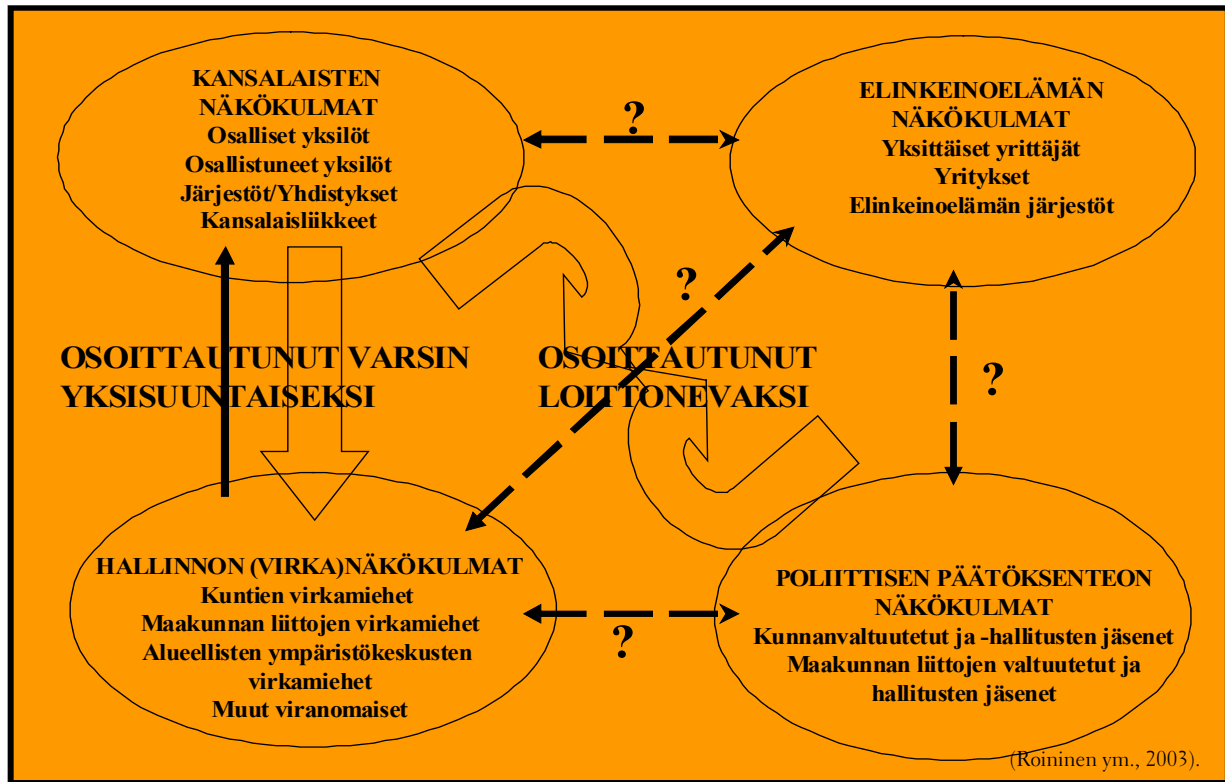 KANSALAISTEN
NÄKÖKULMAT
Osalliset yksilöt
Osallistuneet yksilöt
Järjestöt/Yhdistykset
Kansalaisliikkeet
?
ELINKEINOELÄMÄN
NÄKÖKULMAT
Yksittäiset yrittäjät
Yritykset
Elinkeinoelämän järjestöt
?
OSOITTAUTUNUT VARSIN
YKSISUUNTAISEKSI
OSOITTAUTUNUT
LOITTONEVAKSI
?
HALLINNON (VIRKA)NÄKÖKULMAT
Kuntien virkamiehet
Maakunnan liittojen virkamiehet
Alueellisten ympäristökeskusten
virkamiehet
Muut viranomaiset
?
POLIITTISEN PÄÄTÖKSENTEON
NÄKÖKULMAT
Kunnanvaltuutetut ja -hallitusten jäsenet
Maakunnan liittojen valtuutetut ja
hallitusten jäsenet
(Roininen ym., 2003).